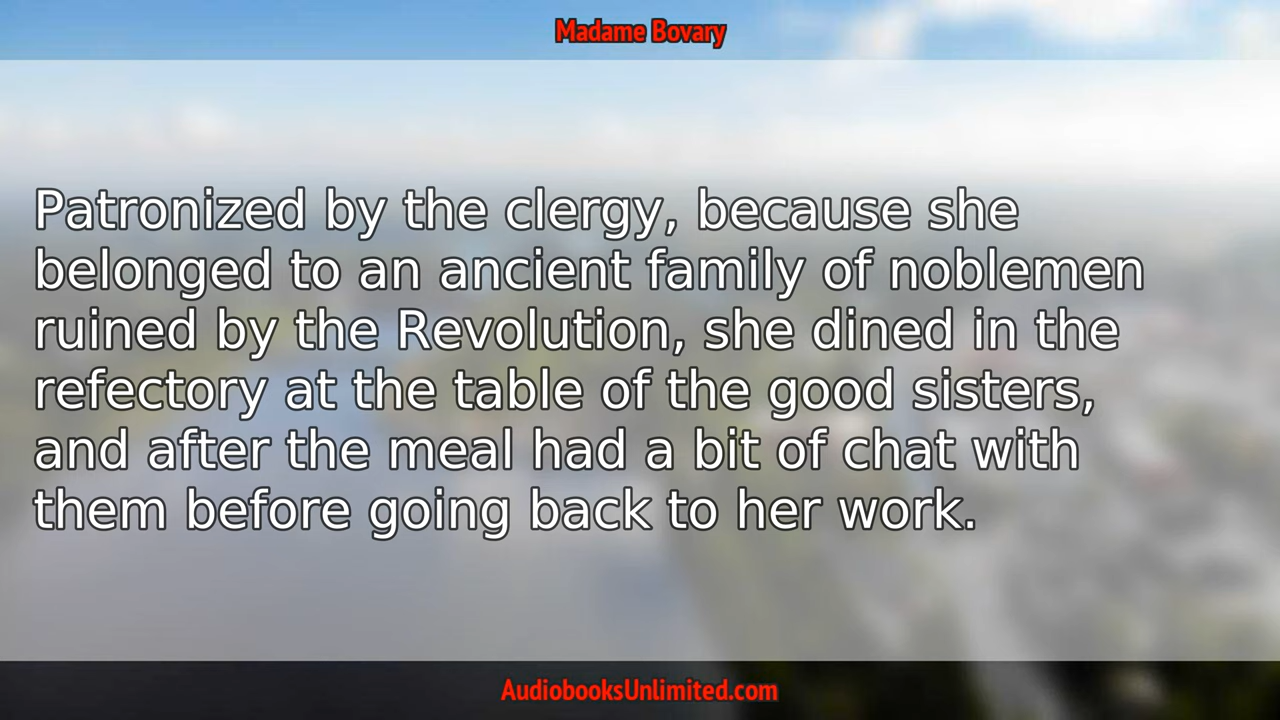 Madame Bovary
Patronized by the clergy, because she
belonged to an ancient family of noblemen
ruined by the Revolution, she dined in the
refectory at the table of the good sisters,
and after the meal had a bit of chat with
them before going back to her work.
AudiobooksUnlimited.com